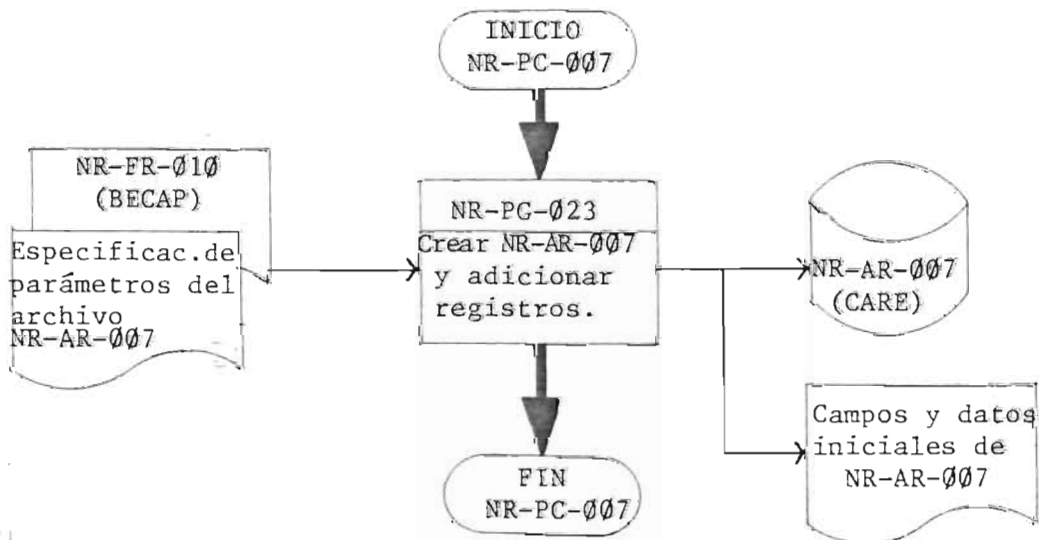 INICIO
NR-PC-ØØ7
NR-FR-Ø1Ø
(BECAP)
Especificac.de
parámetros del
archivo
NR-AR-ØØ7
NR-PG-Ø23
Crear NR-AR-ØØ7
y adicionar
registros.
NR-AR-ØØ7
(CARE)
Campos y datos
iniciales de
NR-AR-ØØ7
FIN
NR-PC-ØØ7